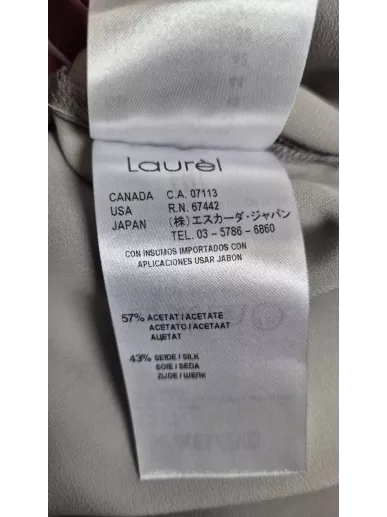 Laurèl
CANADA C.A. 07113
USA R.N. 67442
JAPAN (株)エスカーダ・ジャパン
TEL. 03 - 5786 - 6860
CON INSUMOS IMPORTADOS CON
APLICACIONES USAR JABON
57% ACETAT / ACETATE
ACETATO / ACETAAT
43% SEIDE / SILK
SOIE / SEDA